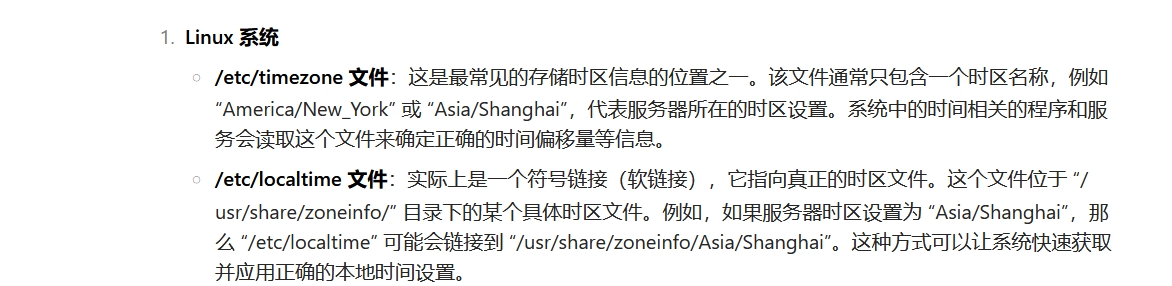 1. Linux 系统
○ /etc/timezone 文件：这是最常见的存储时区信息的位置之一。该文件通常只包含一个时区名称，例如
“America/New_York” 或 “Asia/Shanghai”，代表服务器所在的时区设置。系统中的时间相关的程序和服
务会读取这个文件来确定正确的时间偏移量等信息。
○ /etc/localtime 文件：实际上是一个符号链接（软链接），它指向真正的时区文件。这个文件位于 “/
usr/share/zoneinfo/” 目录下的某个具体时区文件。例如，如果服务器时区设置为 “Asia/Shanghai”，那
么 “/etc/localtime” 可能会链接到 “/usr/share/zoneinfo/Asia/Shanghai”。这种方式可以让系统快速获取
并应用正确的本地时间设置。